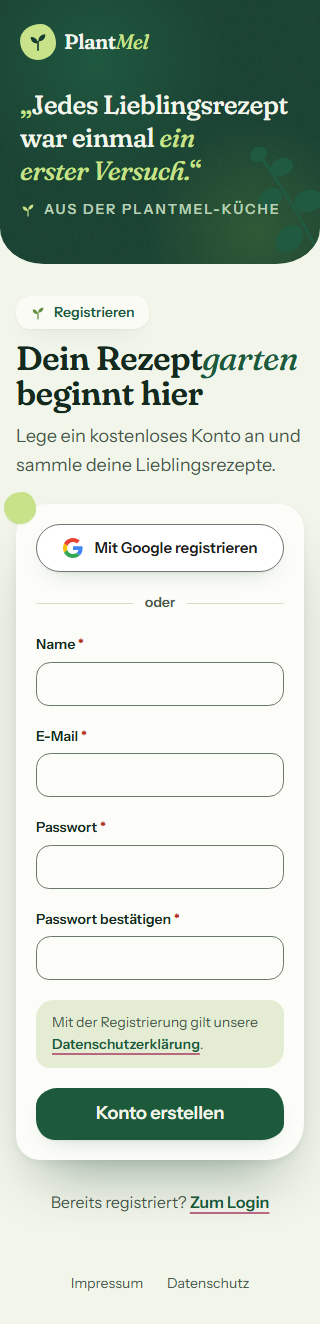 PlantMel
„Jedes Lieblingsrezept
war einmal ein
erster Versuch.“
AUS DER PLANTMEL-KÜCHE
Registrieren
Dein Rezeptgarten
beginnt hier
Lege ein kostenloses Konto an und
sammle deine Lieblingsrezepte.
Mit Google registrieren
oder
Name *
E-Mail *
Passwort *
Passwort bestätigen *
Mit der Registrierung gilt unsere
Datenschutzerklärung.
Konto erstellen
Bereits registriert? Zum Login
Impressum Datenschutz